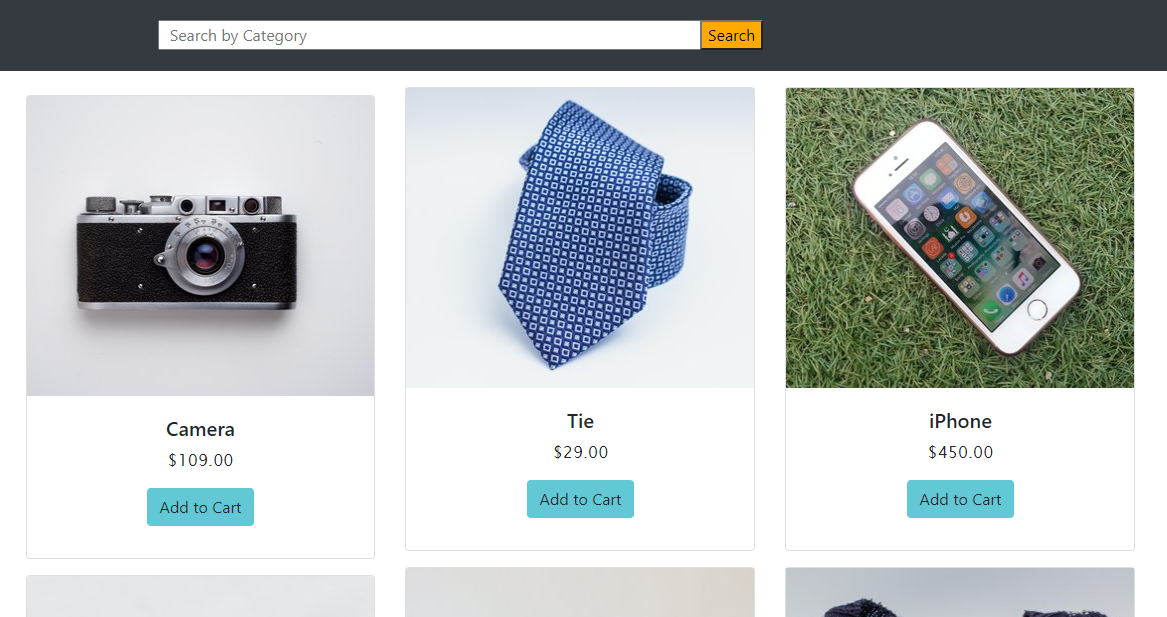 Search by Category
Search
Camera
$109.00
Add to Cart
Tie
$29.00
Add to Cart
iPhone
$450.00
Add to Cart